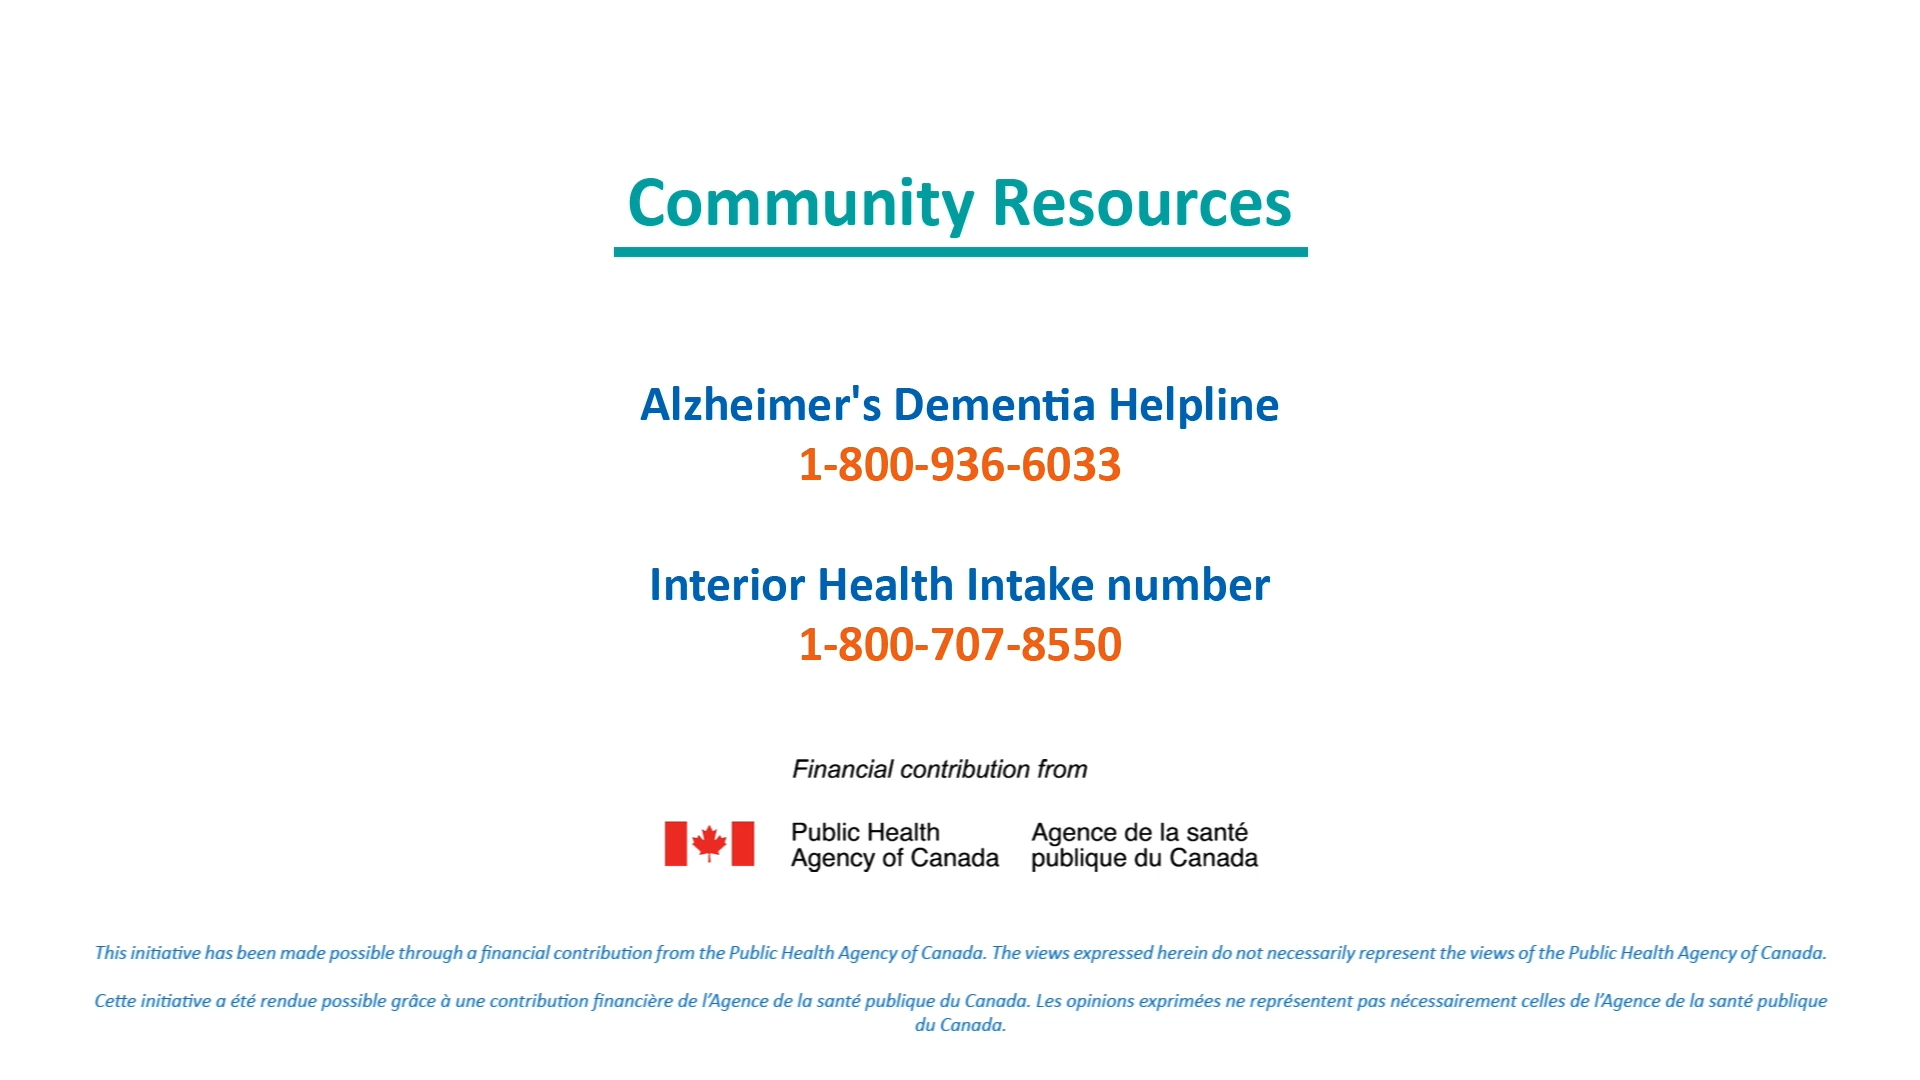 Community Resources
Alzheimer's Dementia Helpline
1-800-936-6033
Interior Health Intake number
1-800-707-8550
Financial contribution from
Public Health
Agency of Canada
Agence de la santé
publique du Canada
This initiative has been made possible through a financial contribution from the Public Health Agency of Canada. The views expressed herein do not necessarily represent the views of the Public Health Agency of Canada.
Cette initiative a été rendue possible grâce à une contribution financière de l’Agence de la santé publique du Canada. Les opinions exprimées ne représentent pas nécessairement celles de l’Agence de la santé publique
du Canada.